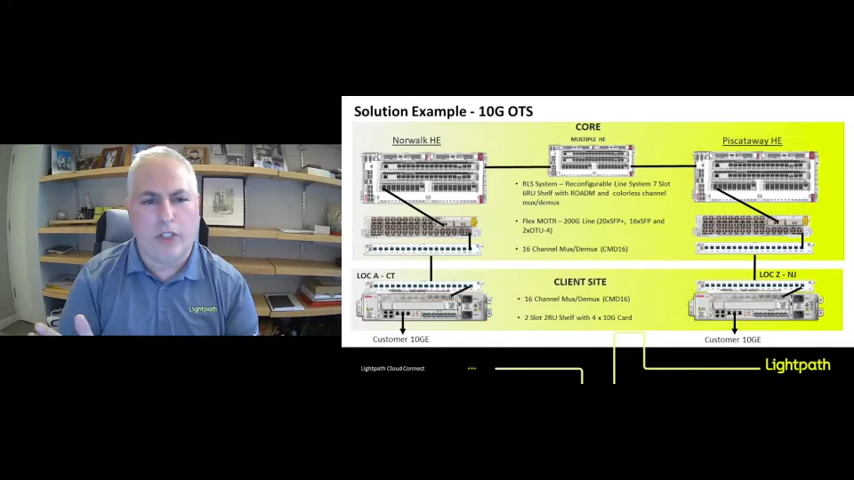 Solution Example - 10G OTS
CORE
MULTIPLE HE
Norwalk HE
Piscataway HE
• RLS System – Reconfigurable Line System 7 Slot
6RU Shelf with ROADM and colorless channel
mux/demux
• Flex MOTR – 200G Line (20xSFP+, 16xSFP and
2xOTU-4)
• 16 Channel Mux/Demux (CMD16)
LOC A - CT
CLIENT SITE
LOC Z - NJ
• 16 Channel Mux/Demux (CMD16)
• 2 Slot 2RU Shelf with 4 x 10G Card
Customer 10GE
Customer 10GE
Lightpath Cloud Connect
Lightpath
Lightpath